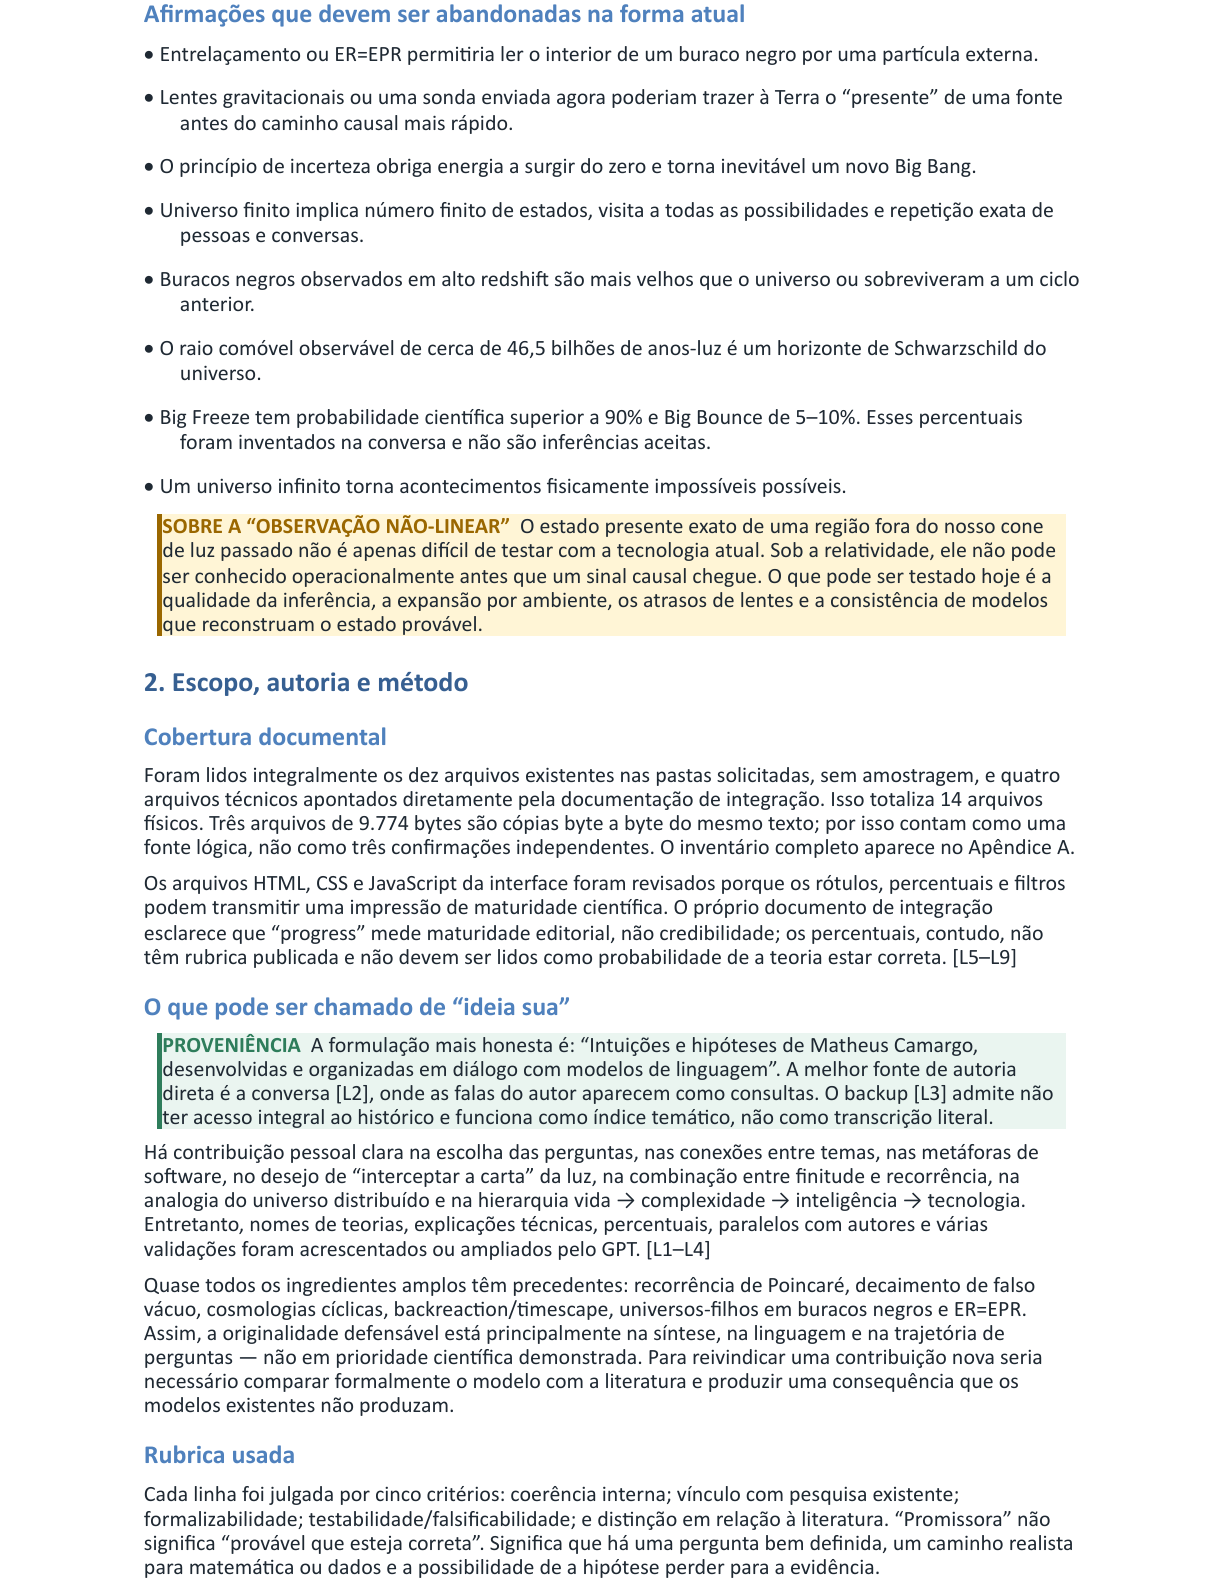 Afirmações que devem ser abandonadas na forma atual
• Entrelaçamento ou ER=EPR permitiria ler o interior de um buraco negro por uma partícula externa.
• Lentes gravitacionais ou uma sonda enviada agora poderiam trazer à Terra o “presente” de uma fonte
antes do caminho causal mais rápido.
• O princípio de incerteza obriga energia a surgir do zero e torna inevitável um novo Big Bang.
• Universo finito implica número finito de estados, visita a todas as possibilidades e repetição exata de
pessoas e conversas.
• Buracos negros observados em alto redshift são mais velhos que o universo ou sobreviveram a um ciclo
anterior.
• O raio comóvel observável de cerca de 46,5 bilhões de anos-luz é um horizonte de Schwarzschild do
universo.
• Big Freeze tem probabilidade científica superior a 90% e Big Bounce de 5–10%. Esses percentuais
foram inventados na conversa e não são inferências aceitas.
• Um universo infinito torna acontecimentos fisicamente impossíveis possíveis.
SOBRE A “OBSERVAÇÃO NÃO-LINEAR” O estado presente exato de uma região fora do nosso cone
de luz passado não é apenas difícil de testar com a tecnologia atual. Sob a relatividade, ele não pode
ser conhecido operacionalmente antes que um sinal causal chegue. O que pode ser testado hoje é a
qualidade da inferência, a expansão por ambiente, os atrasos de lentes e a consistência de modelos
que reconstruam o estado provável.
2. Escopo, autoria e método
Cobertura documental
Foram lidos integralmente os dez arquivos existentes nas pastas solicitadas, sem amostragem, e quatro
arquivos técnicos apontados diretamente pela documentação de integração. Isso totaliza 14 arquivos
físicos. Três arquivos de 9.774 bytes são cópias byte a byte do mesmo texto; por isso contam como uma
fonte lógica, não como três confirmações independentes. O inventário completo aparece no Apêndice A.
Os arquivos HTML, CSS e JavaScript da interface foram revisados porque os rótulos, percentuais e filtros
podem transmitir uma impressão de maturidade científica. O próprio documento de integração
esclarece que “progress” mede maturidade editorial, não credibilidade; os percentuais, contudo, não
têm rubrica publicada e não devem ser lidos como probabilidade de a teoria estar correta. [L5–L9]
O que pode ser chamado de “ideia sua”
PROVENIÊNCIA A formulação mais honesta é: “Intuições e hipóteses de Matheus Camargo,
desenvolvidas e organizadas em diálogo com modelos de linguagem”. A melhor fonte de autoria
direta é a conversa [L2], onde as falas do autor aparecem como consultas. O backup [L3] admite não
ter acesso integral ao histórico e funciona como índice temático, não como transcrição literal.
Há contribuição pessoal clara na escolha das perguntas, nas conexões entre temas, nas metáforas de
software, no desejo de “interceptar a carta” da luz, na combinação entre finitude e recorrência, na
analogia do universo distribuído e na hierarquia vida → complexidade → inteligência → tecnologia.
Entretanto, nomes de teorias, explicações técnicas, percentuais, paralelos com autores e várias
validações foram acrescentados ou ampliados pelo GPT. [L1–L4]
Quase todos os ingredientes amplos têm precedentes: recorrência de Poincaré, decaimento de falso
vácuo, cosmologias cíclicas, backreaction/timescape, universos-filhos em buracos negros e ER=EPR.
Assim, a originalidade defensável está principalmente na síntese, na linguagem e na trajetória de
perguntas — não em prioridade científica demonstrada. Para reivindicar uma contribuição nova seria
necessário comparar formalmente o modelo com a literatura e produzir uma consequência que os
modelos existentes não produzam.
Rubrica usada
Cada linha foi julgada por cinco critérios: coerência interna; vínculo com pesquisa existente;
formalizabilidade; testabilidade/falsificabilidade; e distinção em relação à literatura. “Promissora” não
significa “provável que esteja correta”. Significa que há uma pergunta bem definida, um caminho realista
para matemática ou dados e a possibilidade de a hipótese perder para a evidência.